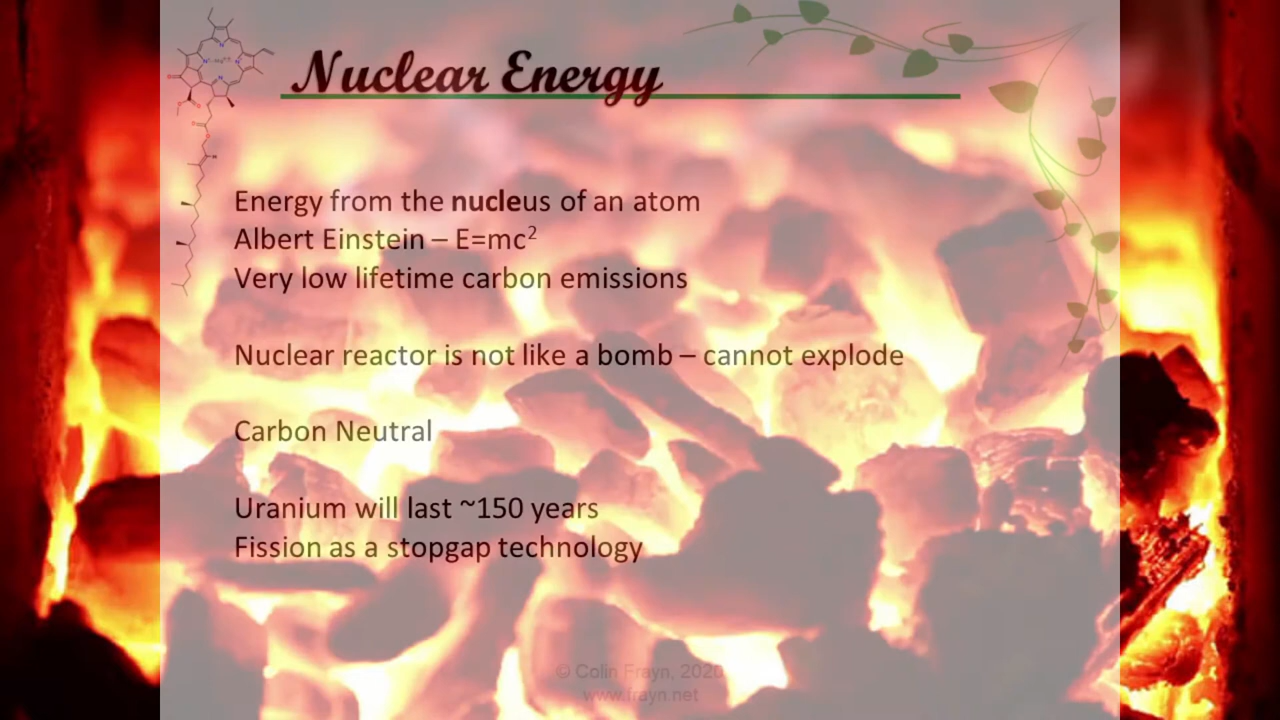 Nuclear Energy
Energy from the nucleus of an atom
Albert Einstein – E=mc²
Very low lifetime carbon emissions
Nuclear reactor is not like a bomb – cannot explode
Carbon Neutral
Uranium will last ~150 years
Fission as a stopgap technology
© Colin Frayn, 2020
www.frayn.net